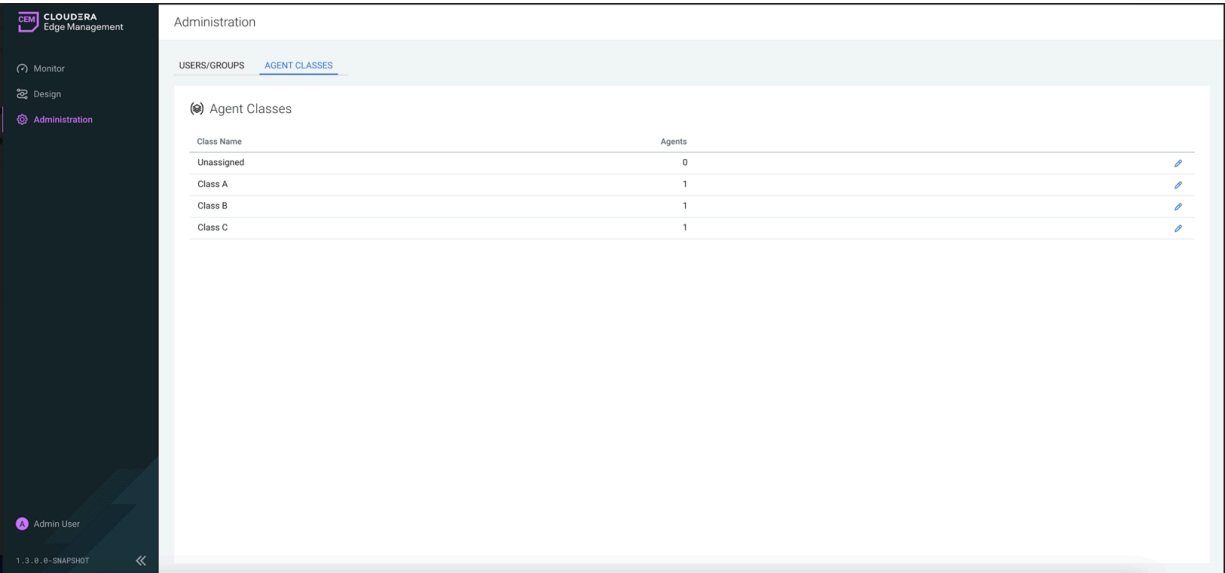 CEM CLOUDERA
Edge Management
Administration
Monitor
Design
Administration
USERS/GROUPS AGENT CLASSES
Agent Classes
Class Name Agents
Unassigned 0
Class A 1
Class B 1
Class C 1
A Admin User
1.3.0.0-SNAPSHOT